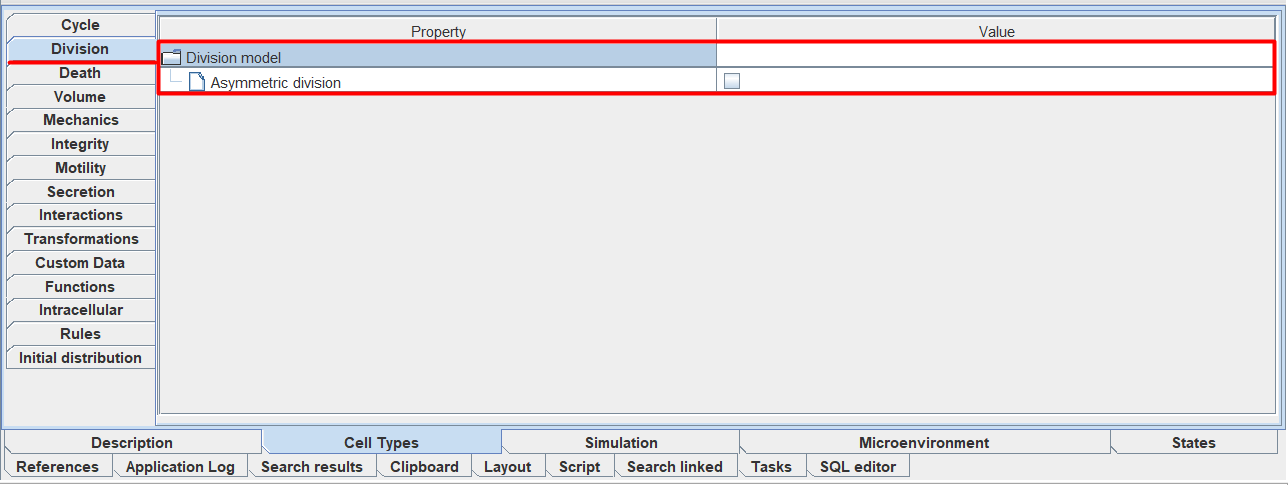 Cycle
Division
Death
Volume
Mechanics
Integrity
Motility
Secretion
Interactions
Transformations
Custom Data
Functions
Intracellular
Rules
Initial distribution
Property Value
Division model
Asymmetric division
Description Cell Types Simulation Microenvironment States
References Application Log Search results Clipboard Layout Script Search linked Tasks SQL editor